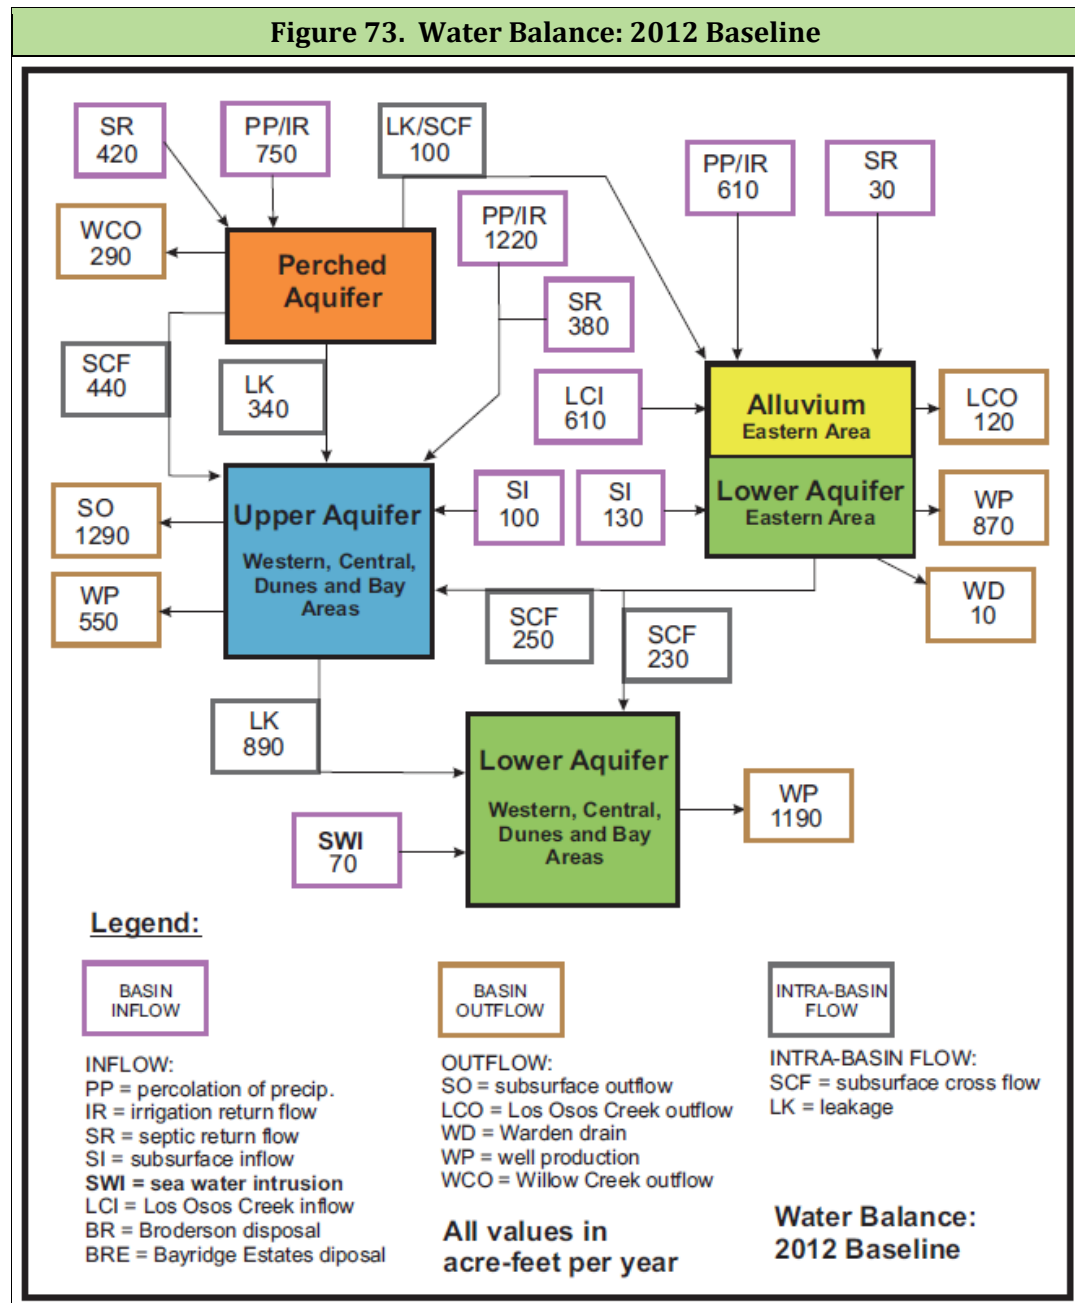 Figure 73.  Water Balance: 2012 Baseline
SR
420
PP/IR
750
LK/SCF
100
PP/IR
610
SR
30
WCO
290
PP/IR
1220
Perched
Aquifer
SR
380
SCF
440
LK
340
LCI
610
Alluvium
Eastern Area
LCO
120
SO
1290
Upper Aquifer
Western, Central,
Dunes and Bay
Areas
SI
100
SI
130
Lower Aquifer
Eastern Area
WP
870
WP
550
SCF
250
SCF
230
WD
10
LK
890
Lower Aquifer
Western, Central,
Dunes and Bay
Areas
WP
1190
SWI
70
Legend:
BASIN
INFLOW
BASIN
OUTFLOW
INTRA-BASIN
FLOW
INFLOW:
PP = percolation of precip.
IR = irrigation return flow
SR = septic return flow
SI = subsurface inflow
SWI = sea water intrusion
LCI = Los Osos Creek inflow
BR = Broderson disposal
BRE = Bayridge Estates diposal
OUTFLOW:
SO = subsurface outflow
LCO = Los Osos Creek outflow
WD = Warden drain
WP = well production
WCO = Willow Creek outflow
INTRA-BASIN FLOW:
SCF = subsurface cross flow
LK = leakage
All values in
acre-feet per year
Water Balance:
2012 Baseline